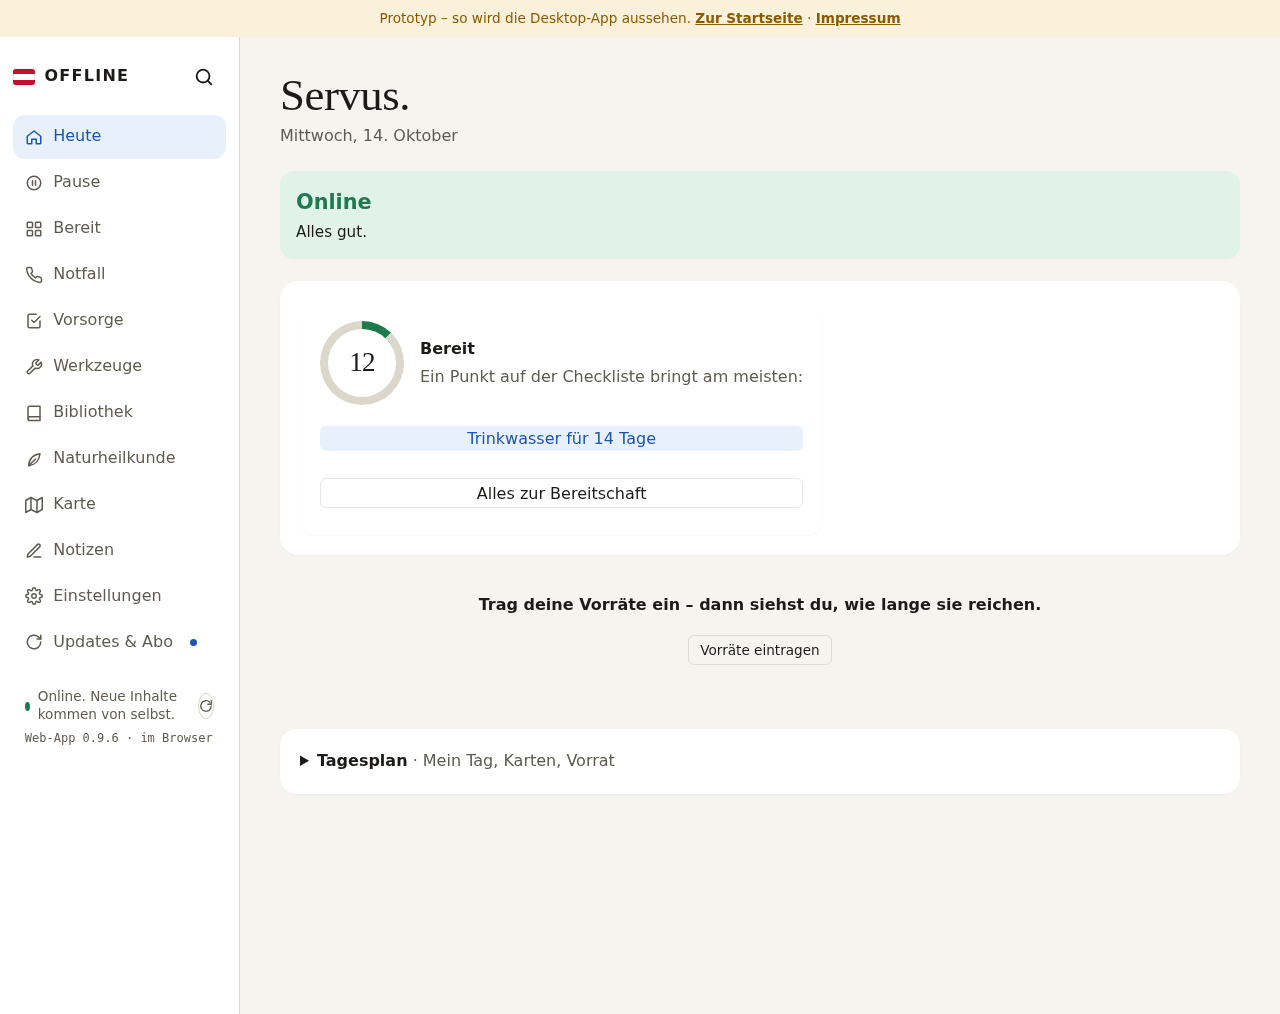 Prototyp – so wird die Desktop-App aussehen. Zur Startseite · Impressum
OFFLINE
Heute
Pause
Bereit
Notfall
Vorsorge
Werkzeuge
Bibliothek
Naturheilkunde
Karte
Notizen
Einstellungen
Updates & Abo
Online. Neue Inhalte
kommen von selbst.
Web-App 0.9.6 · im Browser
Servus.
Mittwoch, 14. Oktober
Online
Alles gut.
12
Bereit
Ein Punkt auf der Checkliste bringt am meisten:
Trinkwasser für 14 Tage
Alles zur Bereitschaft
Trag deine Vorräte ein – dann siehst du, wie lange sie reichen.
Vorräte eintragen
Tagesplan · Mein Tag, Karten, Vorrat